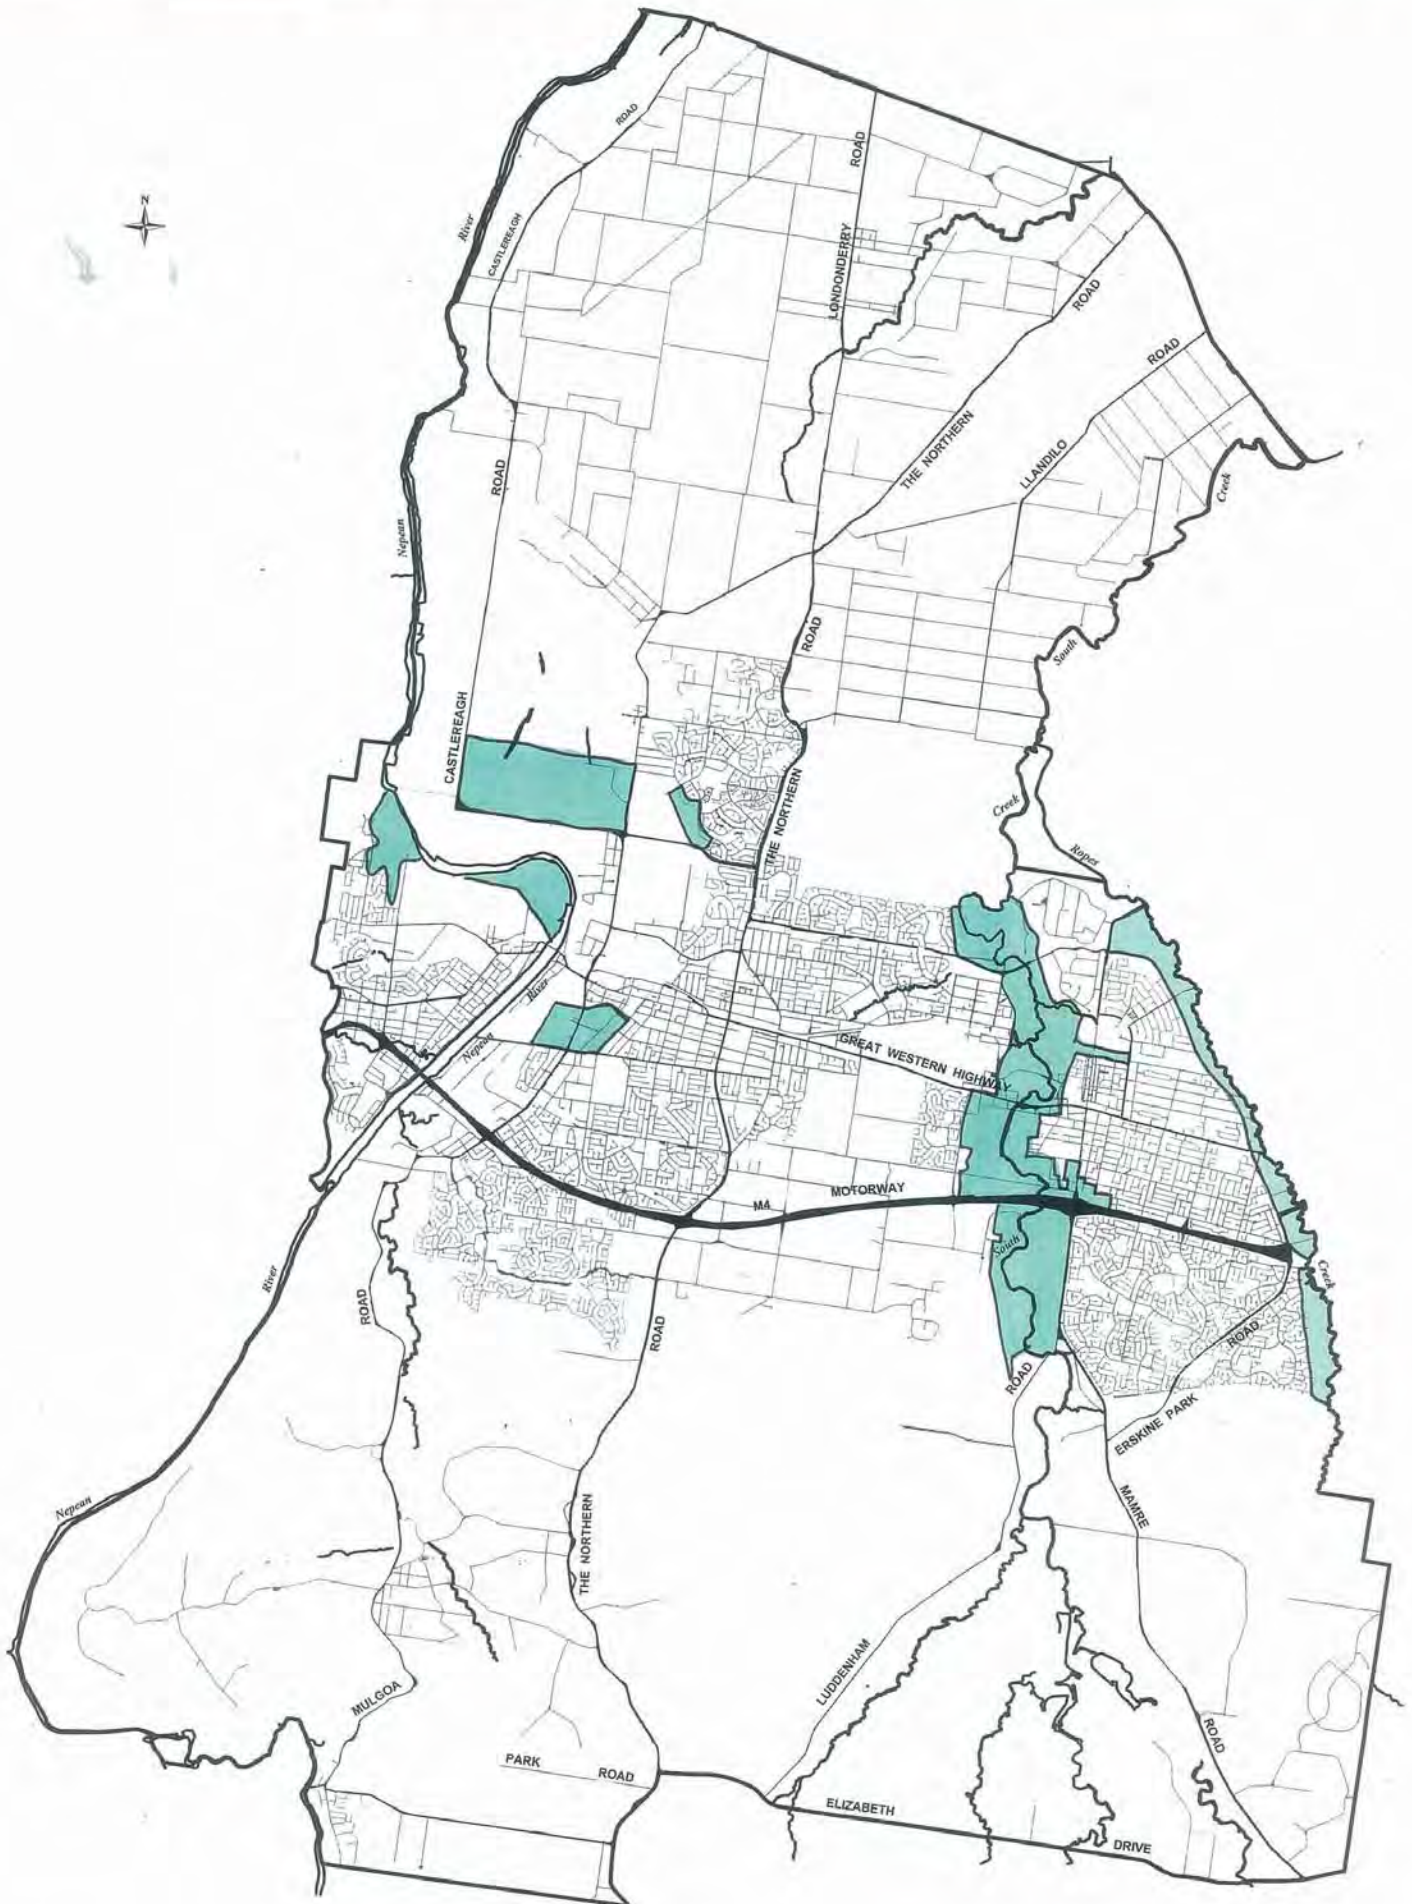 ROAD
ROAD
N
River
CASTLEREAGH
LONDONDERRY
ROAD
ROAD
THE NORTHERN
LLANDILO
ROAD
Creek
Nepean
ROAD
South
CASTLEREAGH
THE NORTHERN
Creek
Ropes
River
Nepean
GREAT WESTERN HIGHWAY
M4
MOTORWAY
South
River
ROAD
ROAD
Creek
ROAD
ROAD
ERSKINE PARK
Nepean
THE NORTHERN
MAMRE
LUDDENHAM
MULGOA
ROAD
PARK
ROAD
ELIZABETH
DRIVE